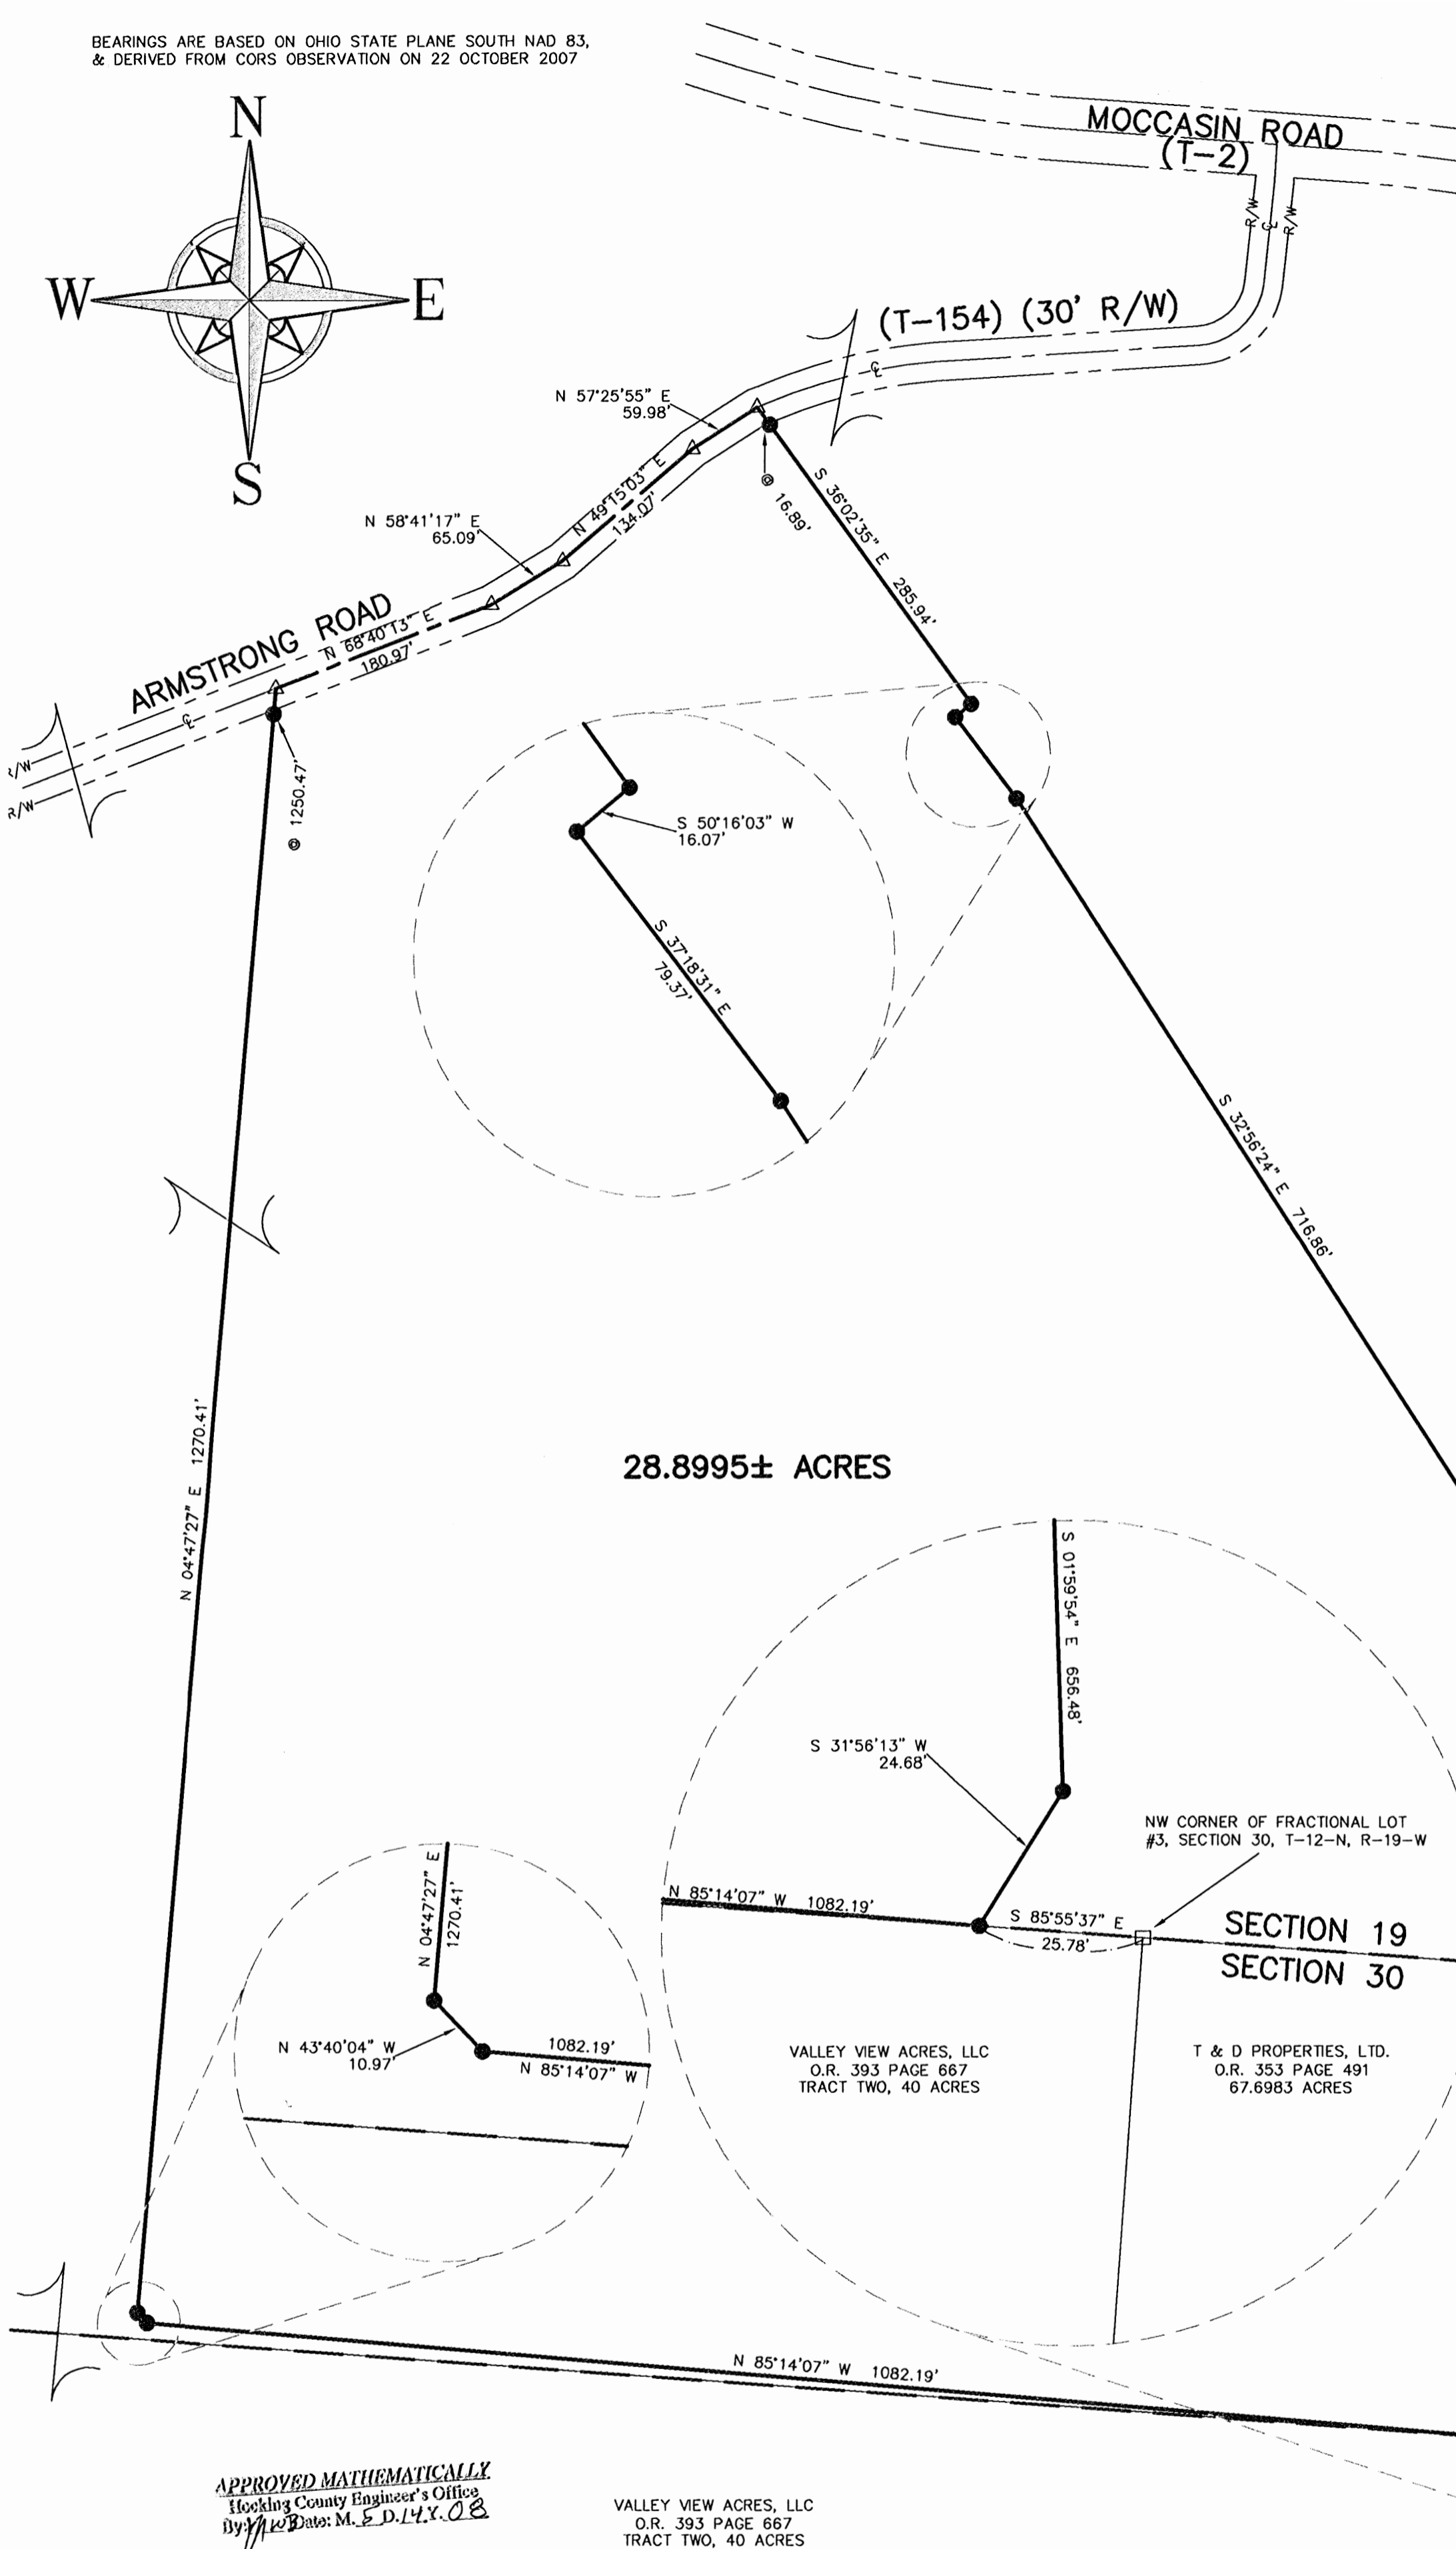 BEARINGS ARE BASED ON OHIO STATE PLANE SOUTH NAD 83,
& DERIVED FROM CORS OBSERVATION ON 22 OCTOBER 2007
N
W
E
S
MOCCASIN ROAD
(T-2)
R/W
℄
R/W
(T-154) (30' R/W)
℄
N 57°25'55" E
59.98'
N 49°15'03" E
134.07'
@ 16.89'
S 36°02'35" E 285.94'
N 58°41'17" E
65.09'
ARMSTRONG ROAD
N 68°40'13" E
180.97'
℄
R/W
R/W
@ 1250.47'
S 50°16'03" W
16.07'
S 37°18'31" E
79.37'
S 32°56'24" E 716.86'
N 04°47'27" E 1270.41'
28.8995± ACRES
S 01°59'54" E 656.48'
S 31°56'13" W
24.68'
NW CORNER OF FRACTIONAL LOT
#3, SECTION 30, T-12-N, R-19-W
N 85°14'07" W 1082.19'
S 85°55'37" E
25.78'
SECTION 19
SECTION 30
N 04°47'27" E
1270.41'
N 43°40'04" W
10.97'
1082.19'
N 85°14'07" W
VALLEY VIEW ACRES, LLC
O.R. 393 PAGE 667
TRACT TWO, 40 ACRES
T & D PROPERTIES, LTD.
O.R. 353 PAGE 491
67.6983 ACRES
N 85°14'07" W 1082.19'
APPROVED MATHEMATICALLY
Hocking County Engineer's Office
By: Date: M. 5 D. 14 Y. 08
VALLEY VIEW ACRES, LLC
O.R. 393 PAGE 667
TRACT TWO, 40 ACRES